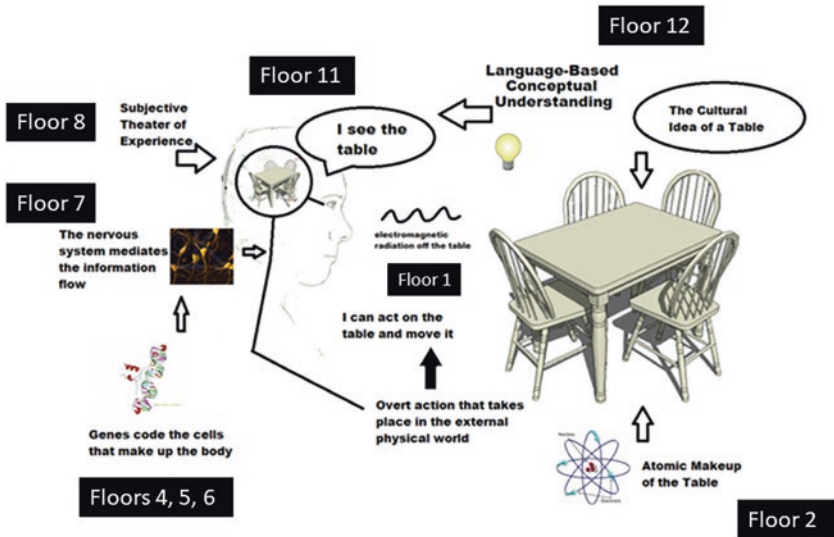 Floor 12
Floor 11
Language-Based
Conceptual
Understanding
Floor 8
Subjective
Theater of
Experience
I see the
table
The Cultural
Idea of a Table
Floor 7
The nervous
system mediates
the information
flow
electromagnetic
radiation off the table
Floor 1
I can act on the
table and move it
Genes code the cells
that make up the body
Overt action that takes
place in the external
physical world
Floors 4, 5, 6
Atomic Makeup
of the Table
Floor 2